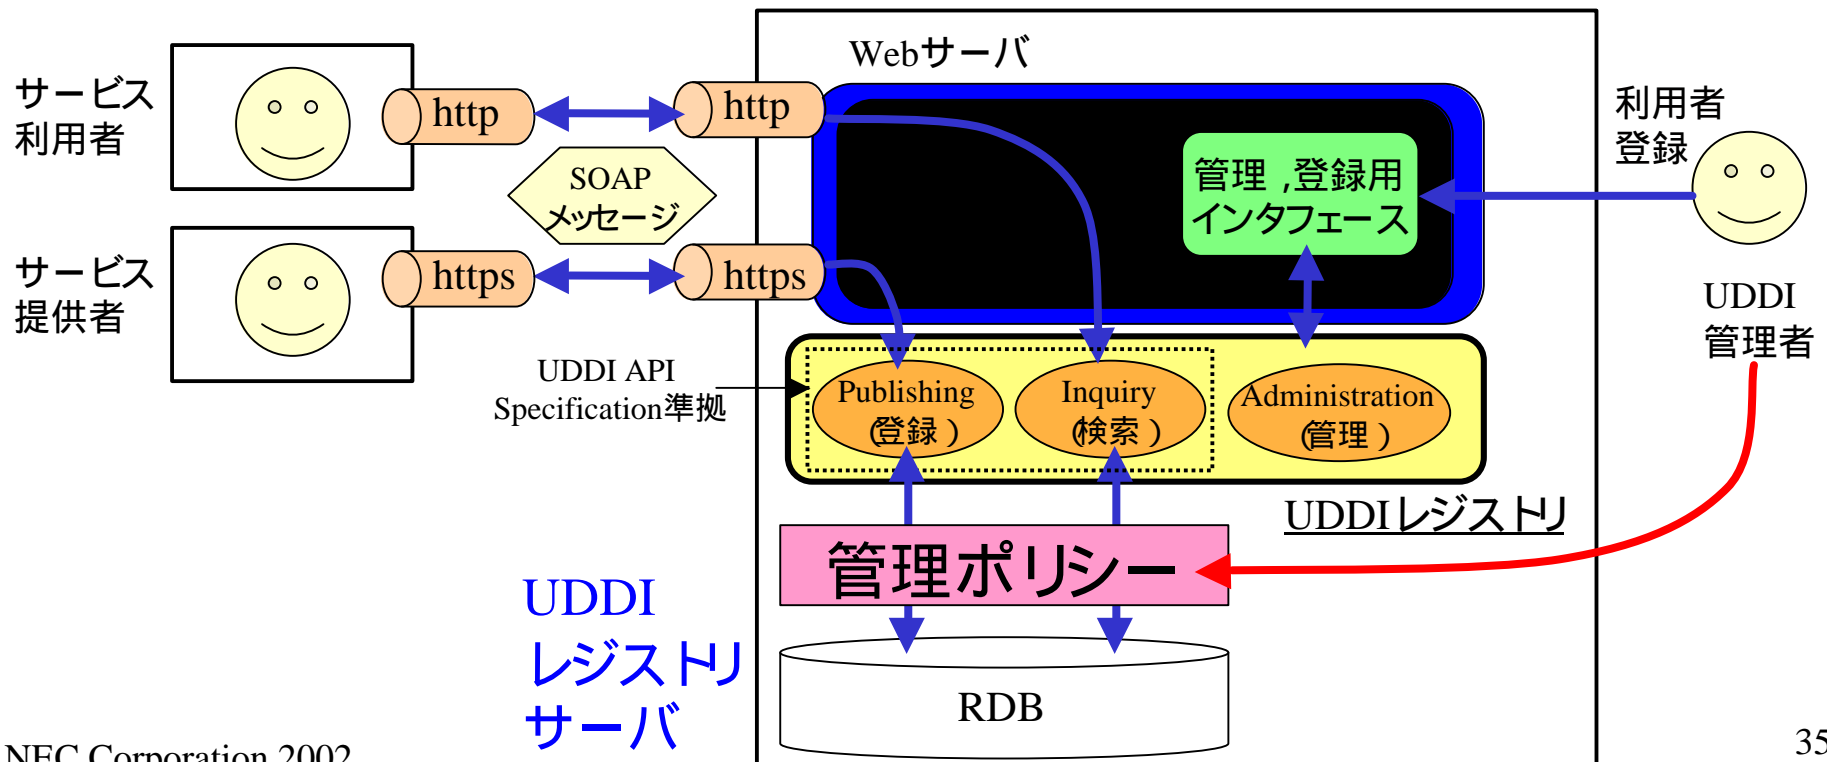 Webサーバ
サービス
利用者
http
http
SOAP
メッセージ
管理,登録用
インタフェース
利用者
登録
サービス
提供者
https
https
UDDI
管理者
UDDI API
Specification準拠
Publishing
(登録)
Inquiry
(検索)
Administration
(管理)
UDDIレジストリ
管理ポリシー
UDDI
レジストリ
サーバ
RDB
NEC Corporation 2002
35